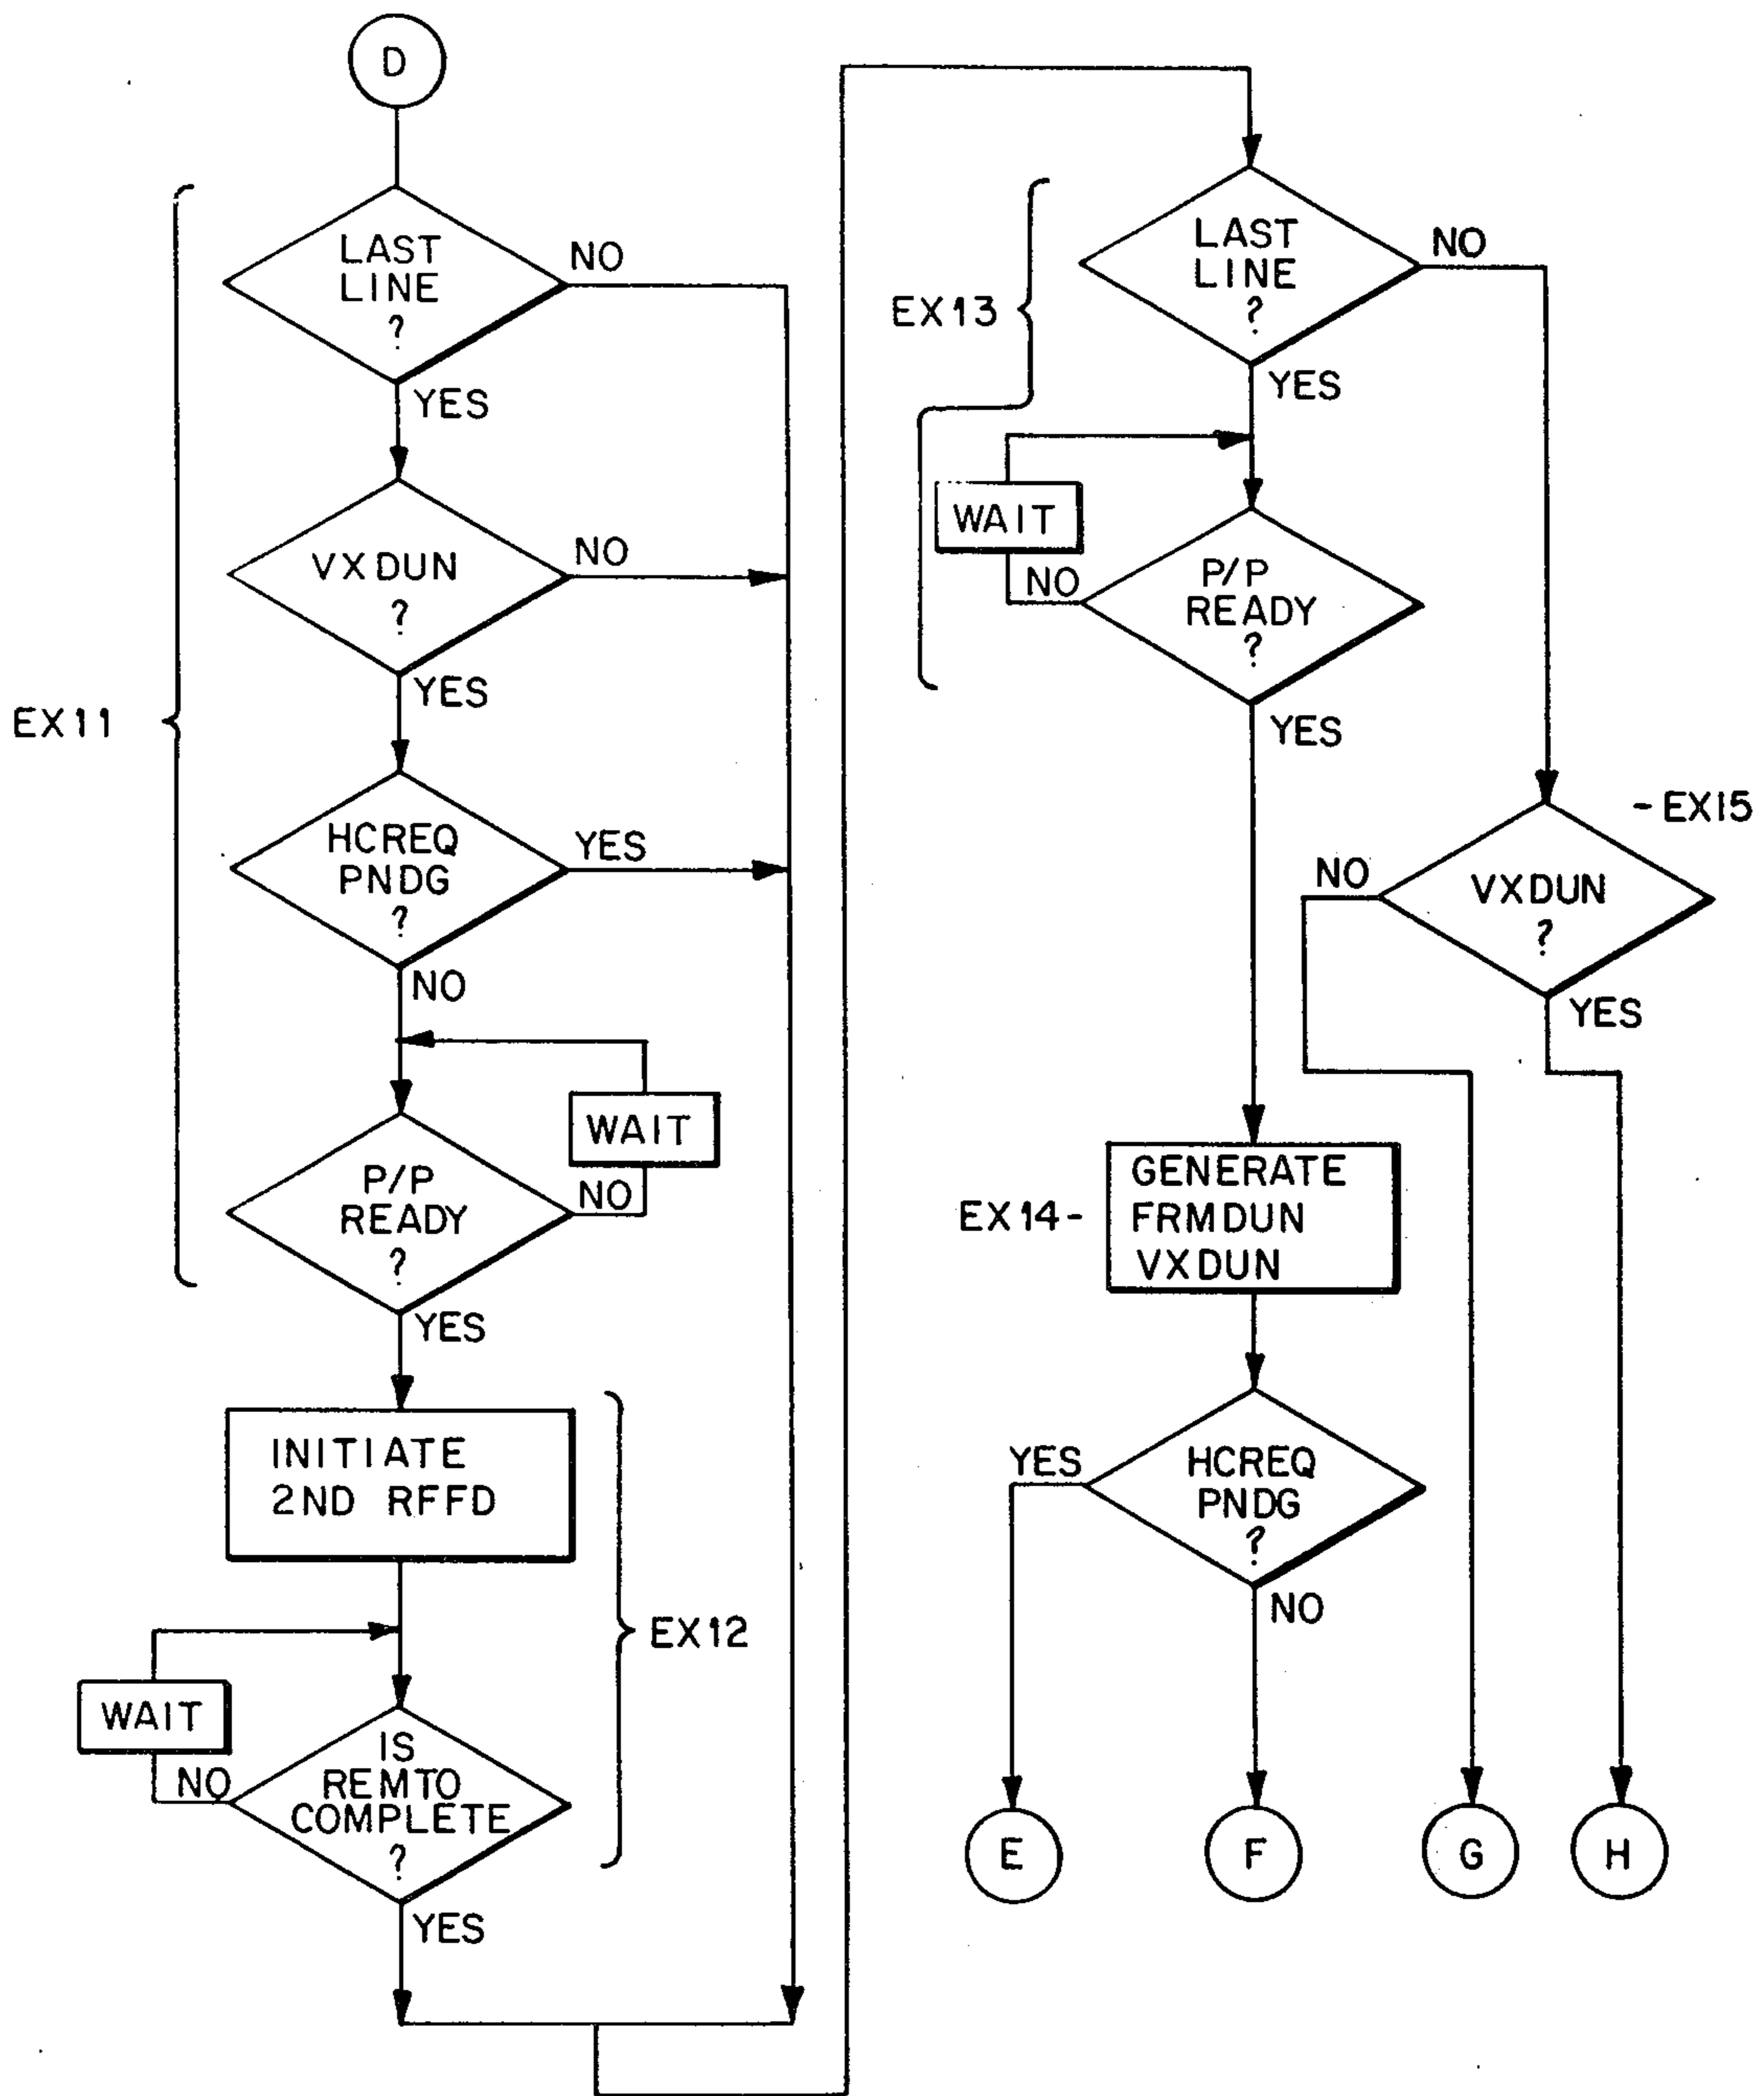 D
LAST
LINE
?
NO
YES
VXDUN
?
NO
YES
EX11
HCREQ
PNDG
?
YES
NO
WAIT
P/P
READY
?
NO
YES
INITIATE
2ND RFFD
EX12
WAIT
IS
REMTO
COMPLETE
?
NO
YES
LAST
LINE
?
NO
YES
EX13
WAIT
P/P
READY
?
NO
YES
-EX15
VXDUN
?
NO
YES
EX14-
GENERATE
FRMDUN
VXDUN
HCREQ
PNDG
?
YES
NO
E
F
G
H